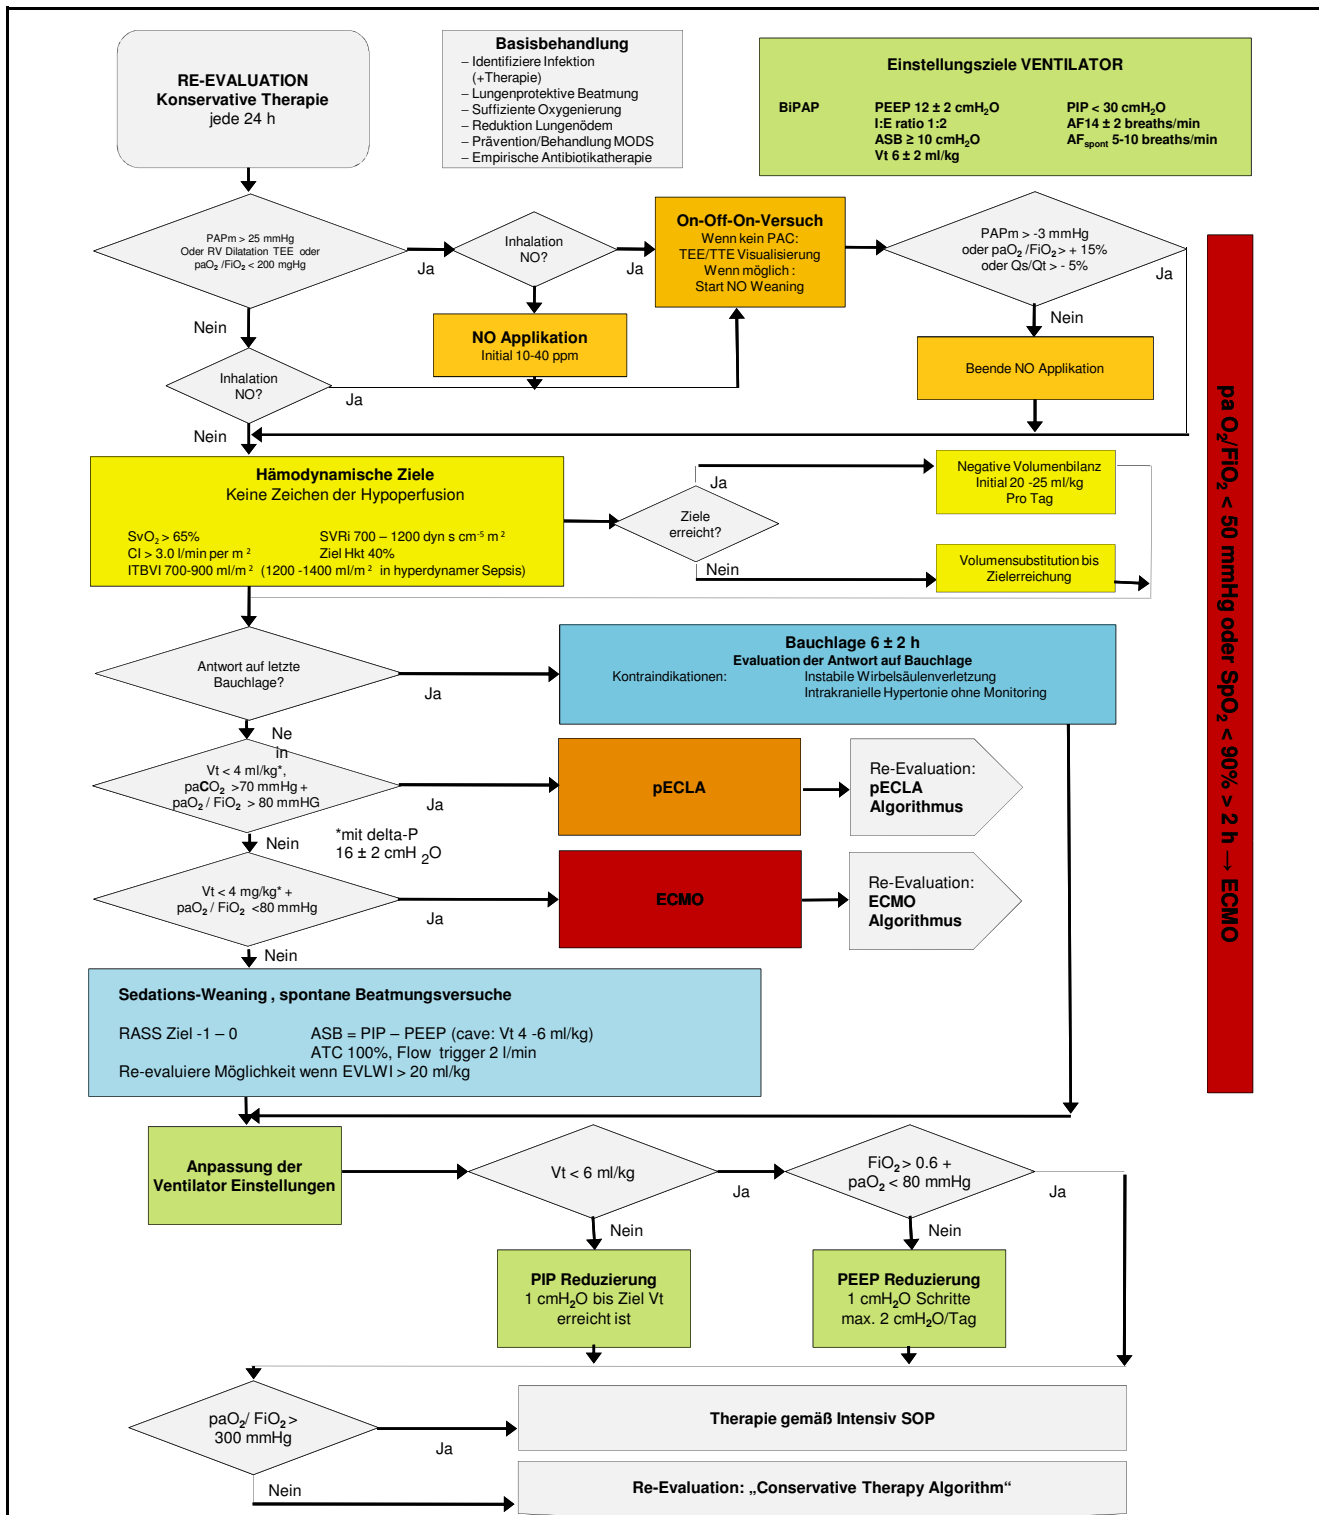 RE-EVALUATION
Konservative Therapie
jede 24 h
Basisbehandlung
– Identifiziere Infektion
(+Therapie)
– Lungenprotektive Beatmung
– Suffiziente Oxygenierung
– Reduktion Lungenödem
– Prävention/Behandlung MODS
– Empirische Antibiotikatherapie
Einstellungsziele VENTILATOR
BiPAP PEEP 12 ± 2 cmH₂O PIP < 30 cmH₂O
I:E ratio 1:2 AF14 ± 2 breaths/min
ASB ≥ 10 cmH₂O AFspont 5-10 breaths/min
Vt 6 ± 2 ml/kg
PAPm > 25 mmHg
Oder RV Dilatation TEE oder
paO₂ /FiO₂ < 200 mgHg
Ja
Nein
Inhalation
NO?
Ja
NO Applikation
Initial 10-40 ppm
On-Off-On-Versuch
Wenn kein PAC:
TEE/TTE Visualisierung
Wenn möglich :
Start NO Weaning
PAPm > -3 mmHg
oder paO₂ /FiO₂ > + 15%
oder Qs/Qt > - 5%
Ja
Nein
Beende NO Applikation
Inhalation
NO?
Ja
Nein
Hämodynamische Ziele
Keine Zeichen der Hypoperfusion
SvO₂ > 65% SVRi 700 – 1200 dyn s cm⁻⁵ m²
CI > 3.0 l/min per m² Ziel Hkt 40%
ITBVI 700-900 ml/m² (1200 -1400 ml/m² in hyperdynamer Sepsis)
Ziele
erreicht?
Ja
Nein
Negative Volumenbilanz
Initial 20 -25 ml/kg
Pro Tag
Volumensubstitution bis
Zielerreichung
pa O₂/FiO₂ < 50 mmHg oder SpO₂ < 90% > 2 h → ECMO
Antwort auf letzte
Bauchlage?
Ja
Ne
in
Bauchlage 6 ± 2 h
Evaluation der Antwort auf Bauchlage
Kontraindikationen: Instabile Wirbelsäulenverletzung
Intrakranielle Hypertonie ohne Monitoring
Vt < 4 ml/kg*,
paCO₂ >70 mmHg +
paO₂ / FiO₂ > 80 mmHG
Ja
Nein
pECLA
Re-Evaluation:
pECLA
Algorithmus
*mit delta-P
16 ± 2 cmH ₂O
Vt < 4 mg/kg* +
paO₂ / FiO₂ <80 mmHg
Ja
Nein
ECMO
Re-Evaluation:
ECMO
Algorithmus
Sedations-Weaning , spontane Beatmungsversuche
RASS Ziel -1 – 0 ASB = PIP – PEEP (cave: Vt 4 -6 ml/kg)
ATC 100%, Flow trigger 2 l/min
Re-evaluiere Möglichkeit wenn EVLWI > 20 ml/kg
Anpassung der
Ventilator Einstellungen
Vt < 6 ml/kg
Ja
Nein
FiO₂ > 0.6 +
paO₂ < 80 mmHg
Ja
Nein
PIP Reduzierung
1 cmH₂O bis Ziel Vt
erreicht ist
PEEP Reduzierung
1 cmH₂O Schritte
max. 2 cmH₂O/Tag
paO₂/ FiO₂ >
300 mmHg
Ja
Nein
Therapie gemäß Intensiv SOP
Re-Evaluation: „Conservative Therapy Algorithm“